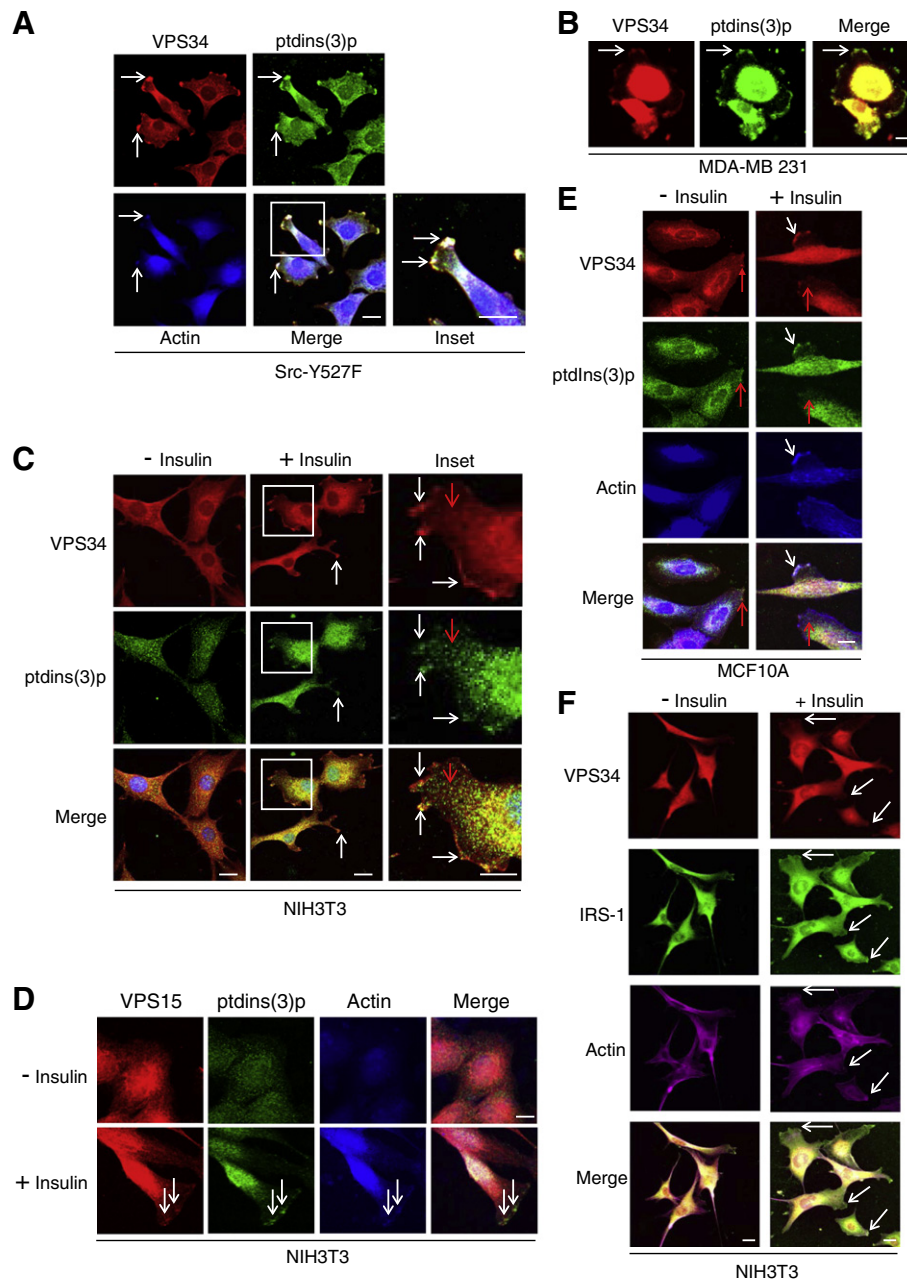 A
VPS34 ptdins(3)p
Actin Merge Inset
Src-Y527F
B
VPS34 ptdins(3)p Merge
MDA-MB 231
C
- Insulin + Insulin Inset
VPS34
ptdins(3)p
Merge
NIH3T3
D
VPS15 ptdins(3)p Actin Merge
- Insulin
+ Insulin
NIH3T3
E
- Insulin + Insulin
VPS34
ptdIns(3)p
Actin
Merge
MCF10A
F
- Insulin + Insulin
VPS34
IRS-1
Actin
Merge
NIH3T3